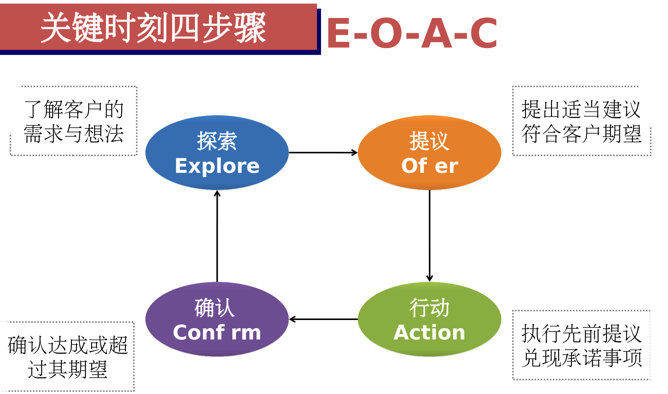 关键时刻四步骤
E-O-A-C
了解客户的
需求与想法
探索
Explore
提议
Of er
提出适当建议
符合客户期望
确认达成或超
过其期望
确认
Conf rm
行动
Action
执行先前提议
兑现承诺事项